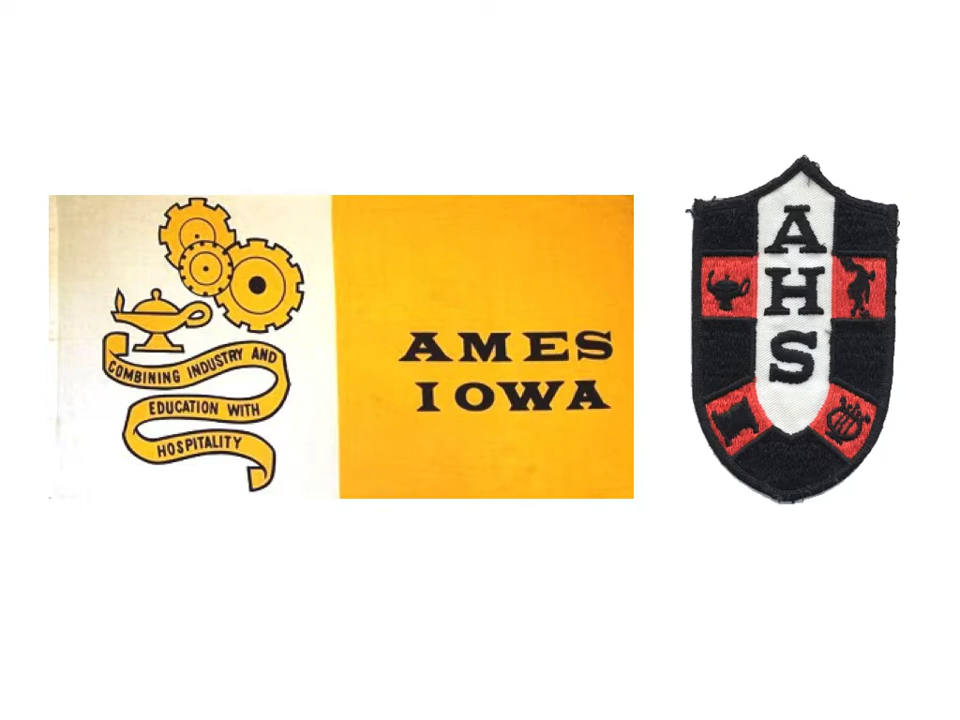 COMBINING INDUSTRY AND
EDUCATION WITH
HOSPITALITY
AMES
IOWA
A
H
S